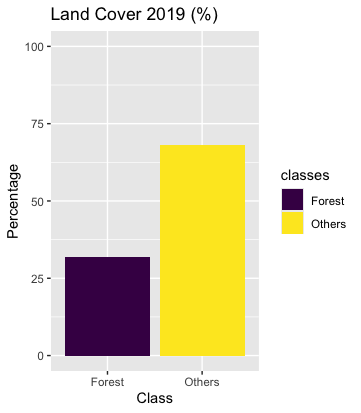 Land Cover 2019 (%)
100
75
50
25
0
Percentage
Forest
Others
Class
classes
Forest
Others